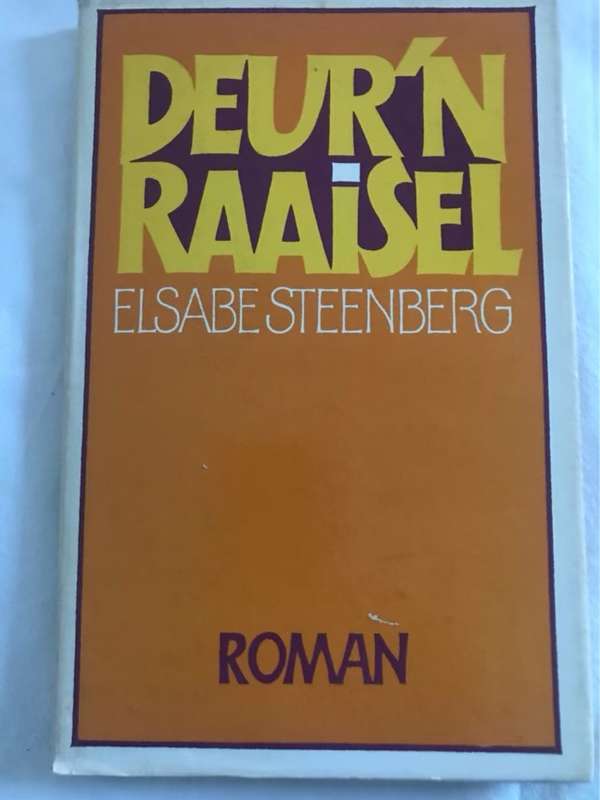 DEUR 'N
RAAISEL
ELSABE STEENBERG
ROMAN